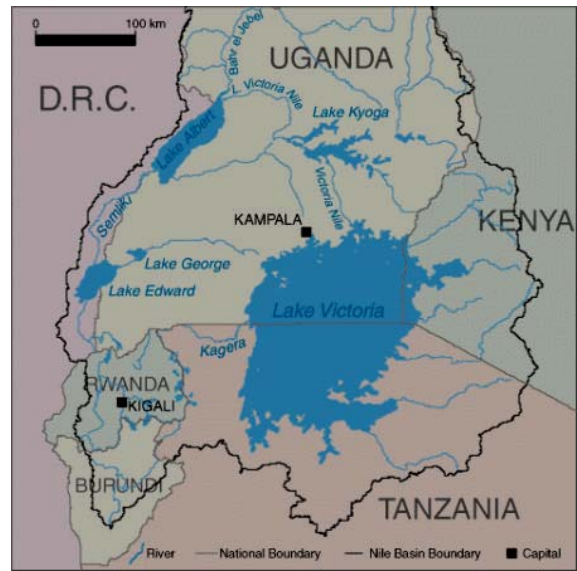 0 100 km
UGANDA
D.R.C.
Bahr el Jebel
Victoria Nile
Lake Kyoga
Lake Albert
Victoria Nile
Semliki
KAMPALA
KENYA
Lake George
Lake Edward
Lake Victoria
Kagera
RWANDA
KIGALI
BURUNDI
TANZANIA
River National Boundary Nile Basin Boundary Capital